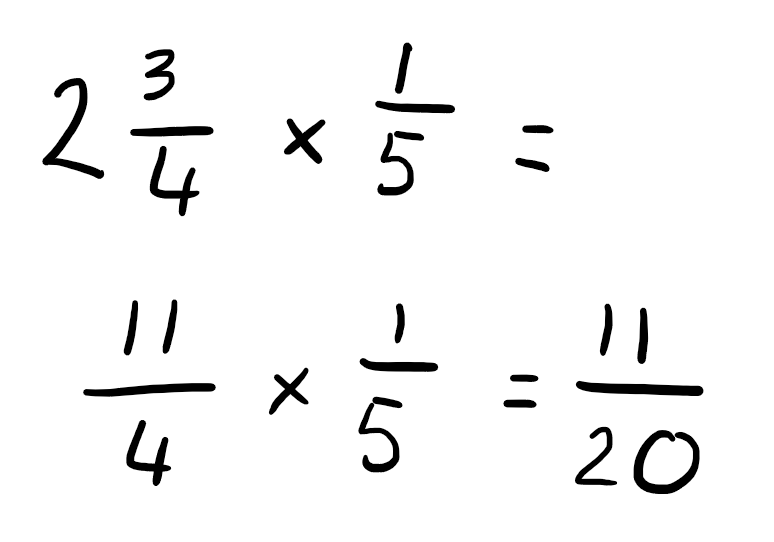 2 3/4 × 1/5 =
11/4 × 1/5 = 11/20